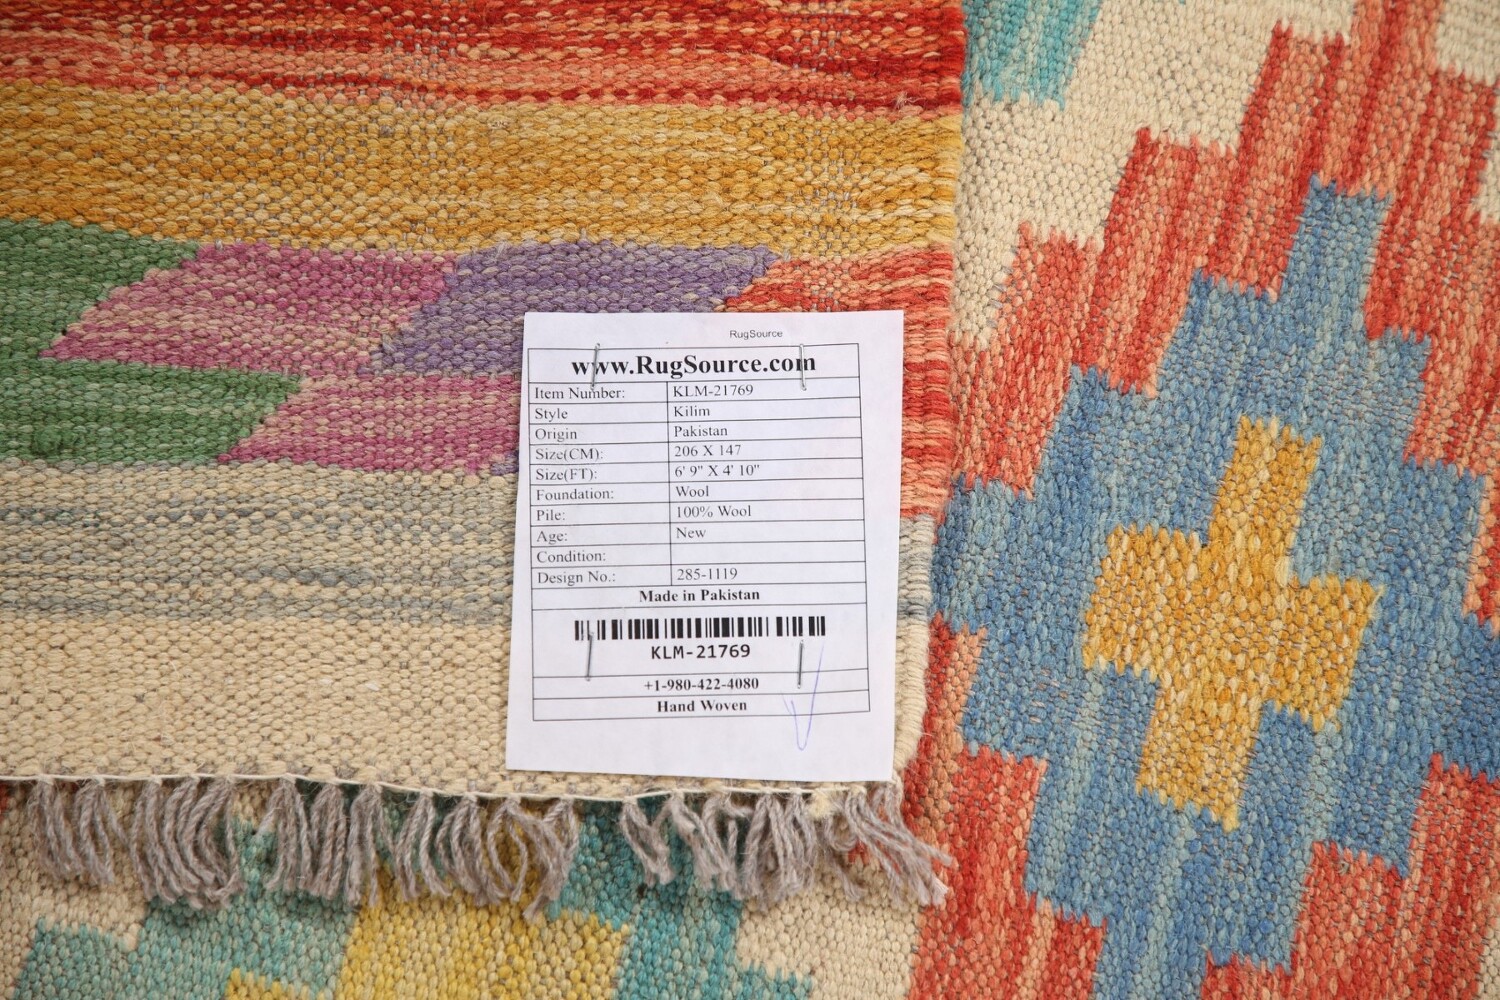 RugSource
www.RugSource.com
Item Number: KLM-21769
Style Kilim
Origin Pakistan
Size(CM): 206 X 147
Size(FT): 6' 9" X 4' 10"
Foundation: Wool
Pile: 100% Wool
Age: New
Condition:
Design No.: 285-1119
Made in Pakistan
KLM-21769
+1-980-422-4080
Hand Woven